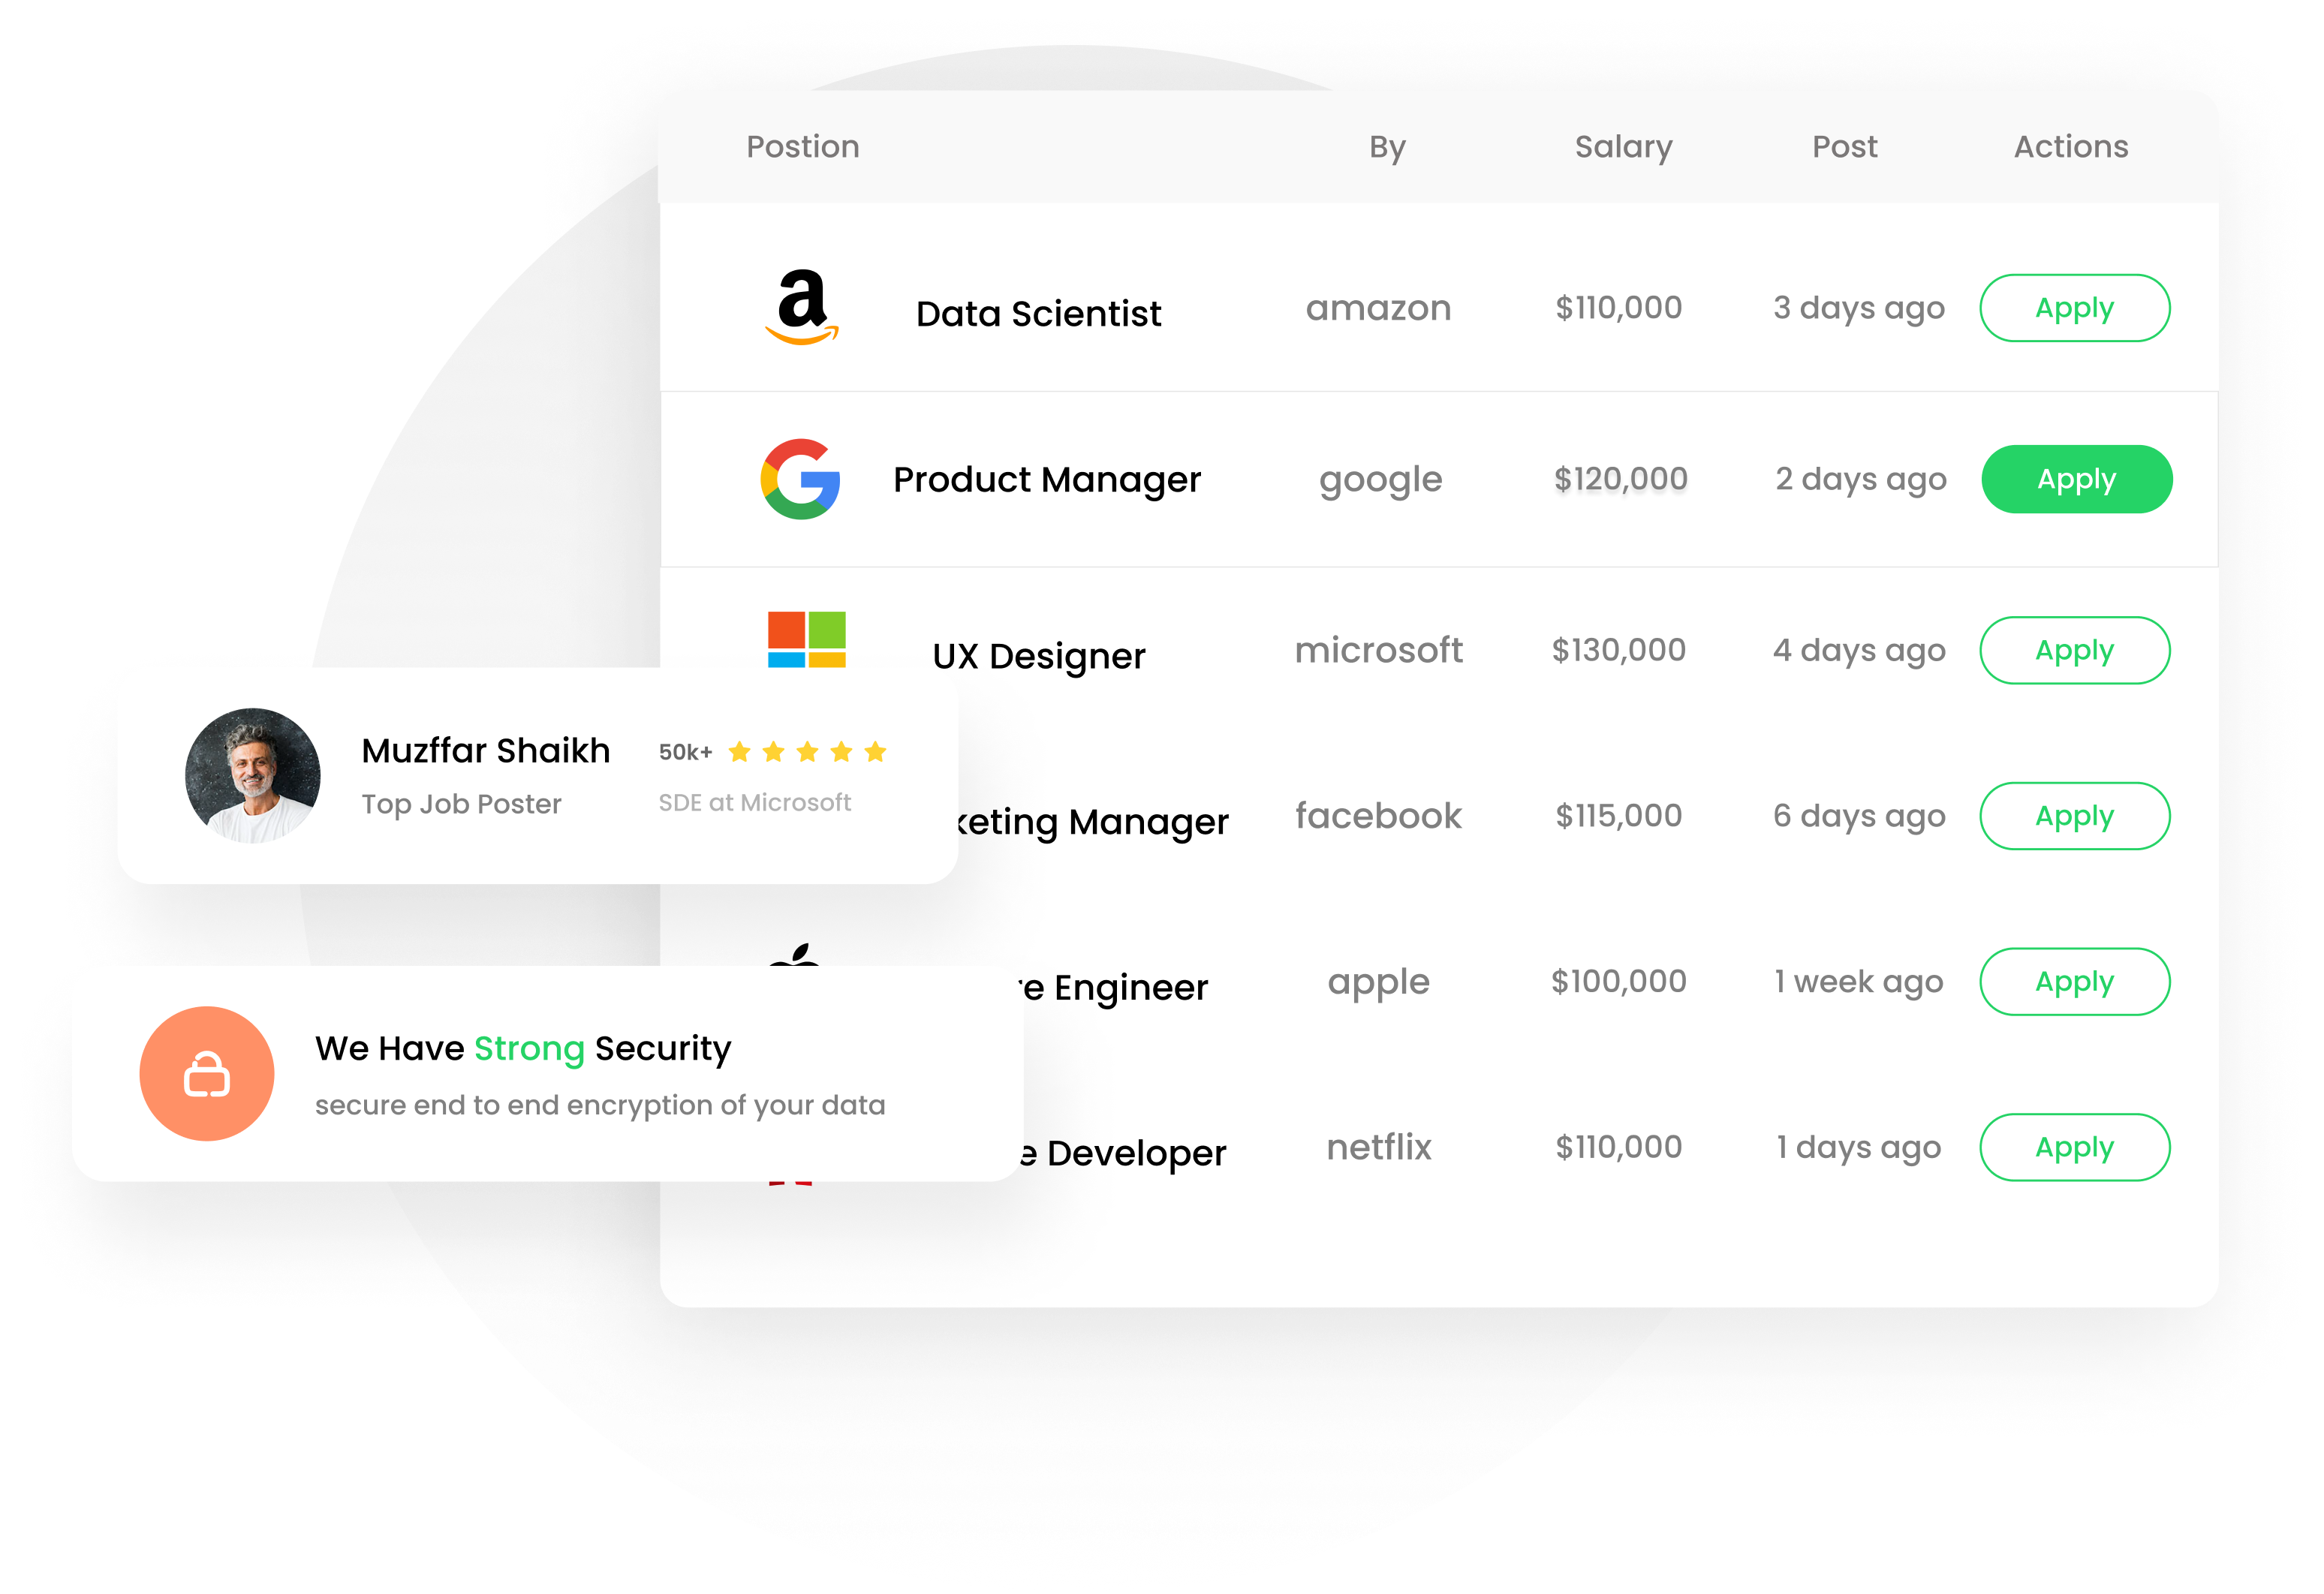 Postion By Salary Post Actions
Data Scientist amazon $110,000 3 days ago Apply
Product Manager google $120,000 2 days ago Apply
UX Designer microsoft $130,000 4 days ago Apply
Muzffar Shaikh 50k+
Top Job Poster SDE at Microsoft
keting Manager facebook $115,000 6 days ago Apply
e Engineer apple $100,000 1 week ago Apply
We Have Strong Security
secure end to end encryption of your data
e Developer netflix $110,000 1 days ago Apply